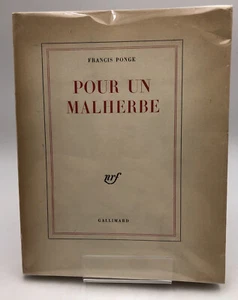 FRANCIS PONGE
POUR UN
MALHERBE
nrf
GALLIMARD